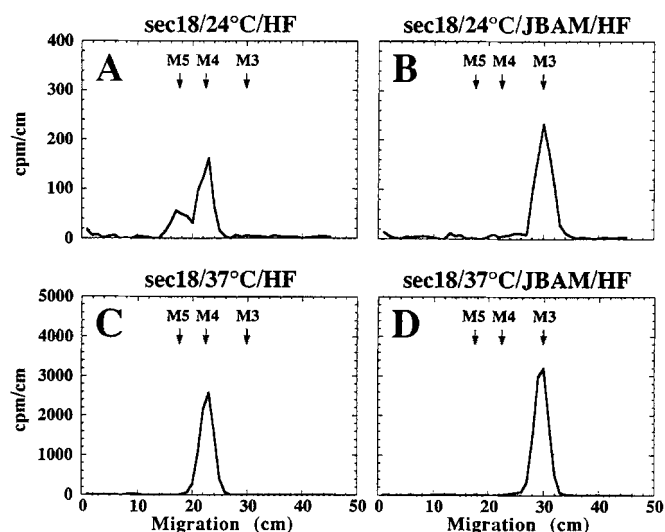 sec18/24°C/HF
sec18/24°C/JBAM/HF
400
300
200
100
0
cpm/cm
A
M5 M4 M3
B
M5 M4 M3
sec18/37°C/HF
sec18/37°C/JBAM/HF
5000
4000
3000
2000
1000
0
cpm/cm
C
M5 M4 M3
D
M5 M4 M3
0 10 20 30 40 50
10 20 30 40 50
Migration (cm)
Migration (cm)